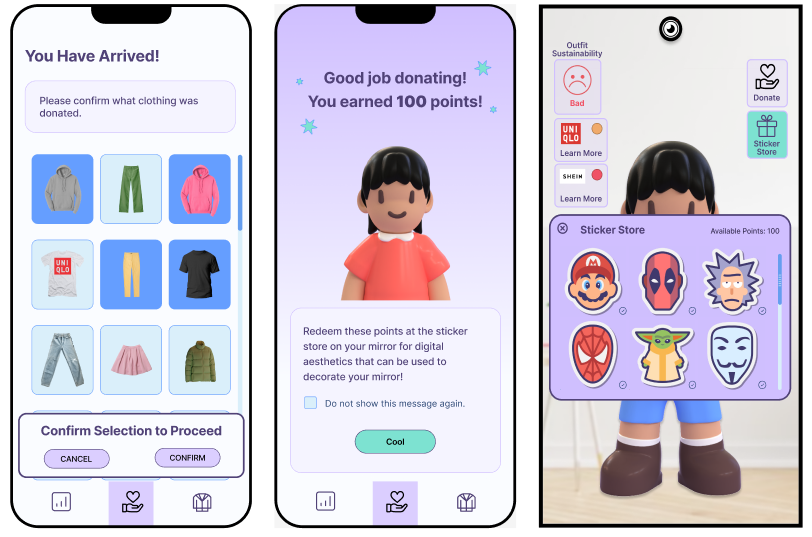 You Have Arrived!
Please confirm what clothing was
donated.
UNI
QLO
Confirm Selection to Proceed
CANCEL
CONFIRM
Good job donating!
You earned 100 points!
Redeem these points at the sticker
store on your mirror for digital
aesthetics that can be used to
decorate your mirror!
Do not show this message again.
Cool
Outfit
Sustainability
Bad
UNI
QLO
Learn More
SHEIN
Learn More
Donate
Sticker
Store
Sticker Store
Available Points: 100
M